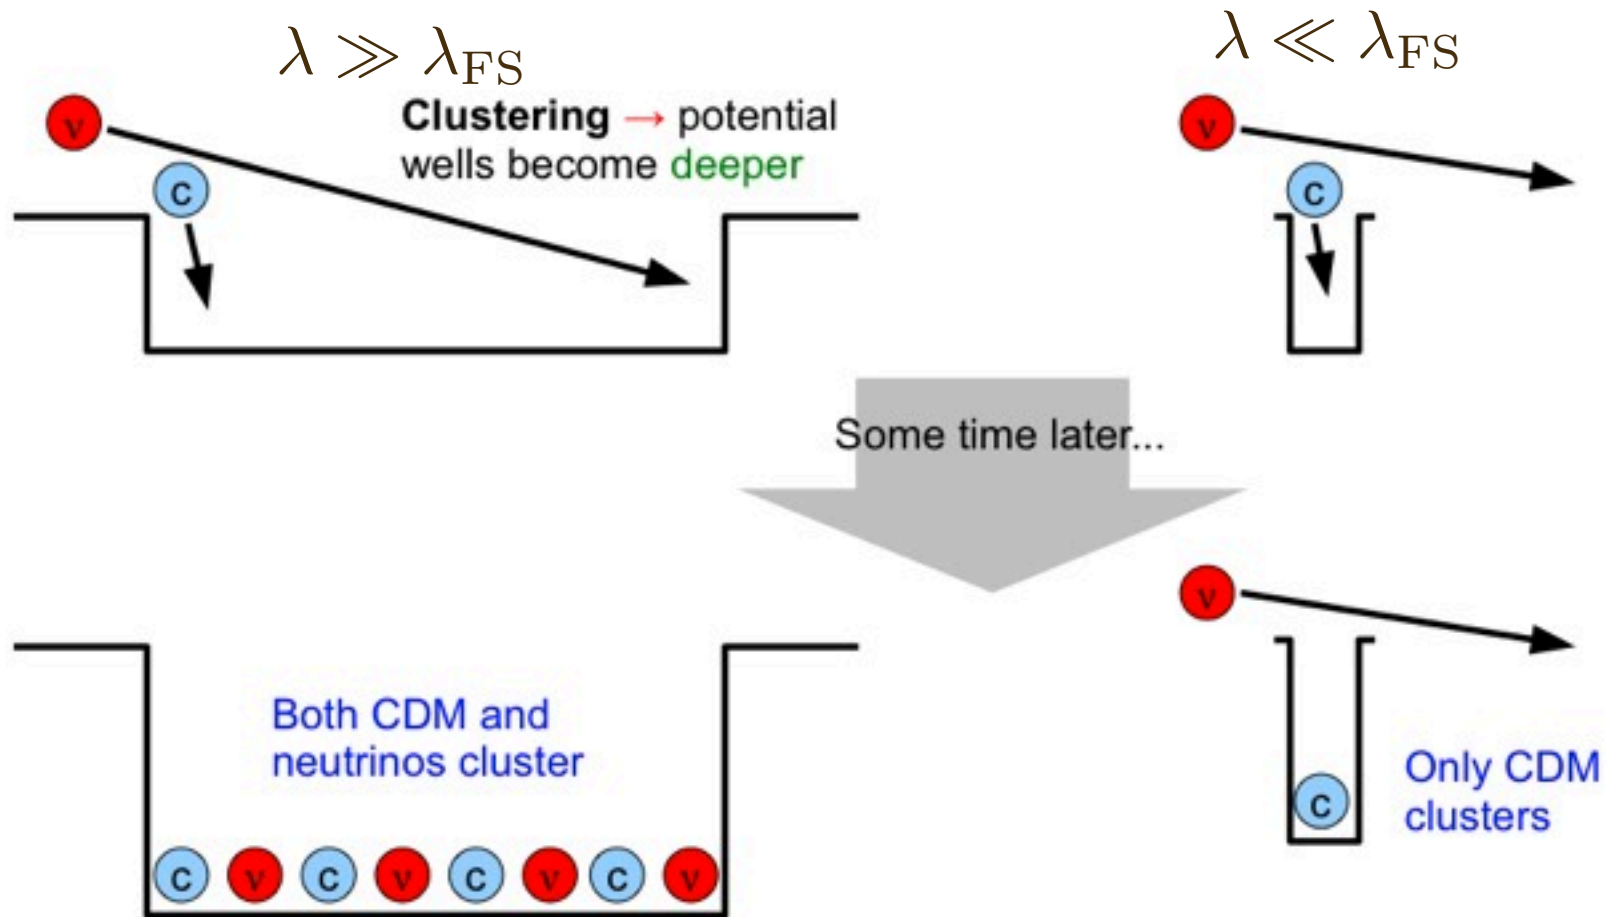 λ ≫ λ_FS
λ ≪ λ_FS
ν
Clustering → potential
wells become deeper
c
ν
c
Some time later...
ν
Both CDM and
neutrinos cluster
Only CDM
clusters
c
c ν c ν c ν c ν